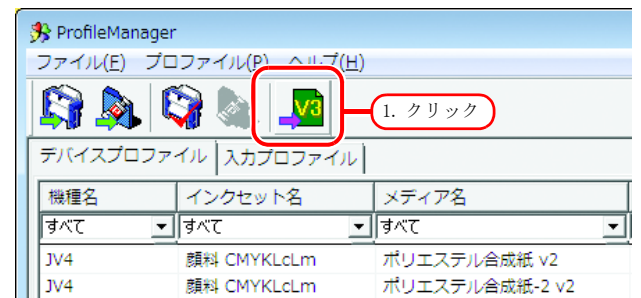 ProfileManager
ファイル(F) プロファイル(P) ヘルプ(H)
V3
1. クリック
デバイスプロファイル 入力プロファイル
機種名 インクセット名 メディア名
すべて すべて すべて
JV4 顔料 CMYKLcLm ポリエステル合成紙 v2
JV4 顔料 CMYKLcLm ポリエステル合成紙-2 v2